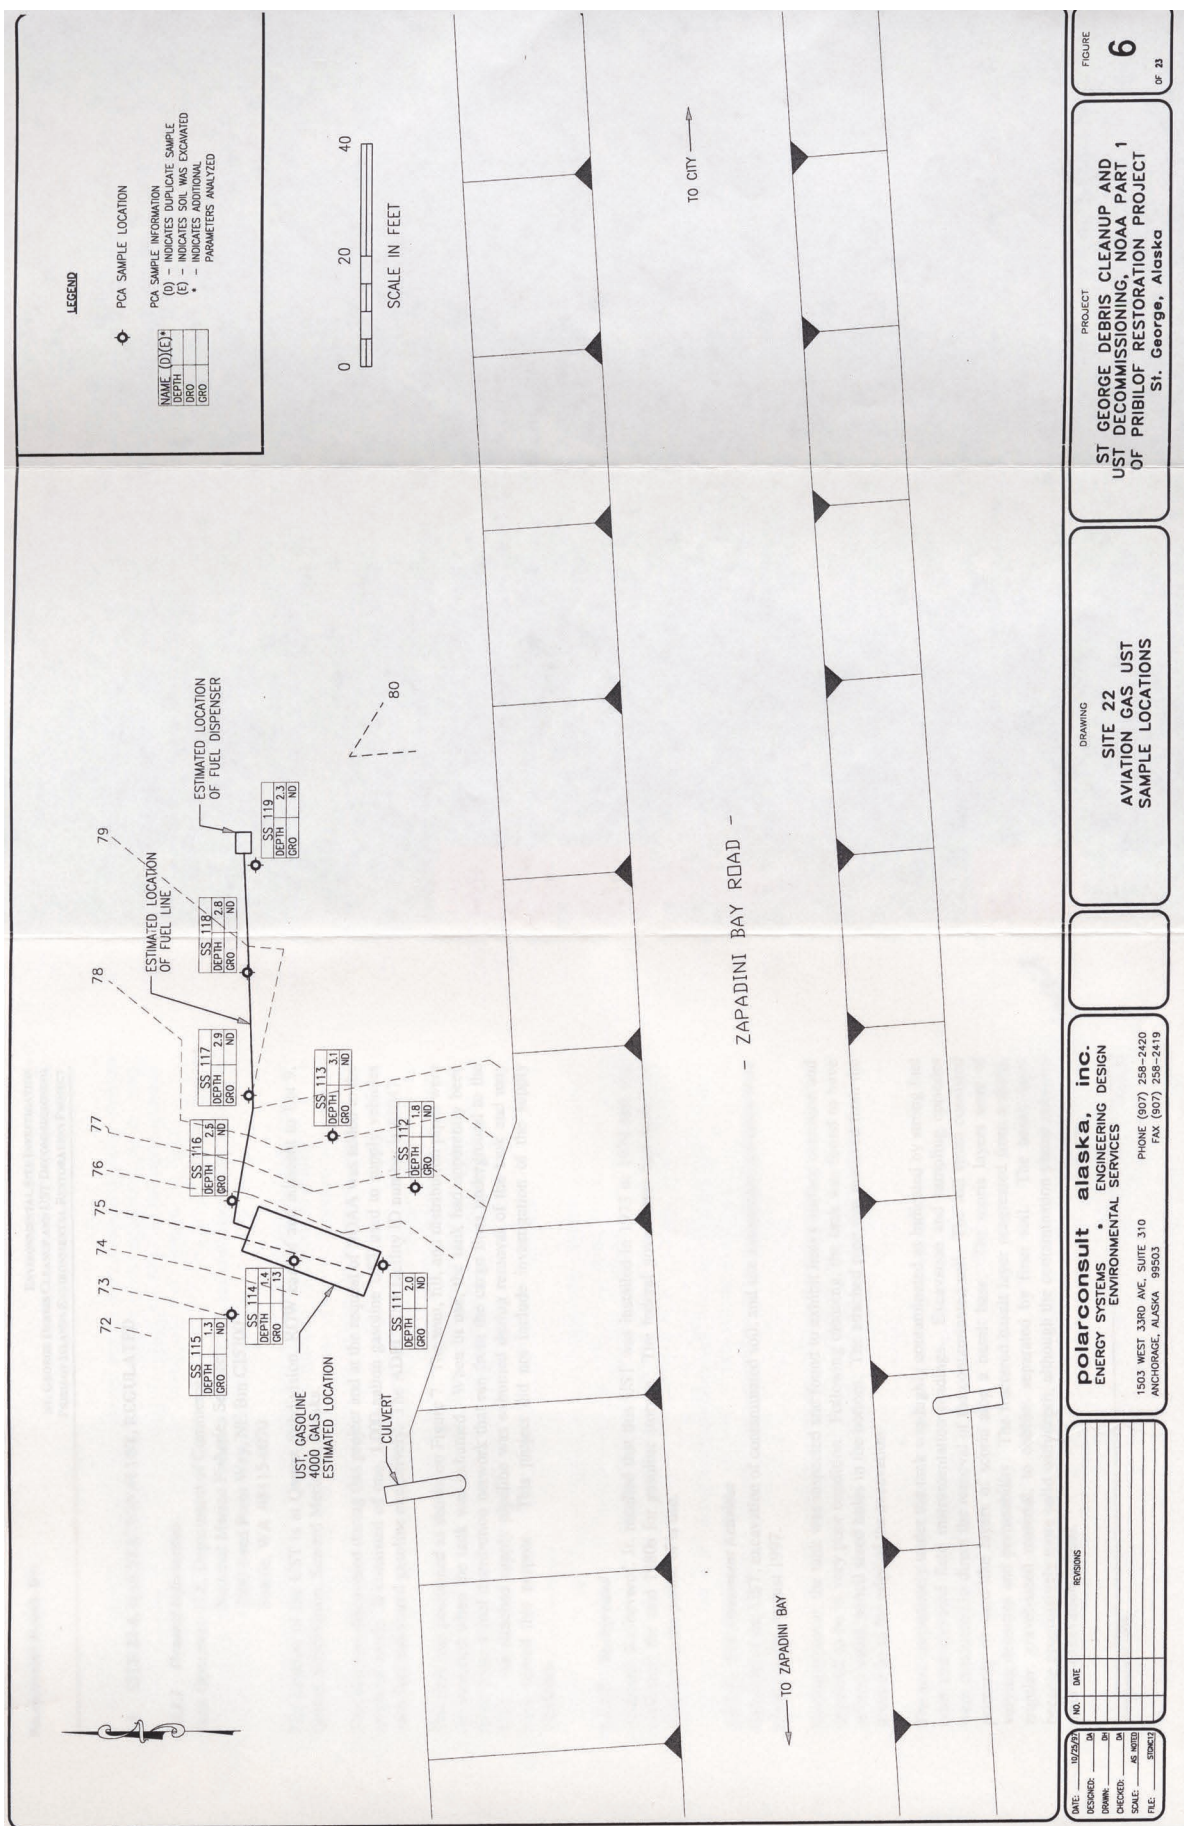 LEGEND
PCA SAMPLE LOCATION
NAME (D)(E)*
DEPTH
DRO
GRO
PCA SAMPLE INFORMATION
(D) - INDICATES DUPLICATE SAMPLE
(E) - INDICATES SOIL WAS EXCAVATED
* - INDICATES ADDITIONAL
PARAMETERS ANALYZED
0 20 40
SCALE IN FEET
72
73
74
75
76
77
78
79
80
ESTIMATED LOCATION
OF FUEL LINE
ESTIMATED LOCATION
OF FUEL DISPENSER
SS 115
DEPTH 1.3
GRO ND
SS 114
DEPTH 1.4
GRO 13
SS 116
DEPTH 2.5
GRO ND
SS 117
DEPTH 2.9
GRO ND
SS 118
DEPTH 2.8
GRO ND
SS 119
DEPTH 2.3
GRO ND
SS 111
DEPTH 2.0
GRO ND
SS 112
DEPTH 1.8
GRO ND
SS 113
DEPTH 3.1
GRO ND
UST, GASOLINE
4000 GALS
ESTIMATED LOCATION
CULVERT
TO CITY
- ZAPADINI BAY ROAD -
TO ZAPADINI BAY
DATE: 10/25/97
DESIGNED: DA
DRAWN: DH
CHECKED: DA
SCALE: AS NOTED
FILE:
NO. DATE REVISIONS
polarconsult alaska, inc.
ENERGY SYSTEMS • ENGINEERING DESIGN
ENVIRONMENTAL SERVICES
1503 WEST 33RD AVE, SUITE 310 PHONE (907) 258-2420
ANCHORAGE, ALASKA 99503 FAX (907) 258-2419
DRAWING
SITE 22
AVIATION GAS UST
SAMPLE LOCATIONS
PROJECT
ST GEORGE DEBRIS CLEANUP AND
UST DECOMMISSIONING, NOAA PART 1
OF PRIBILOF RESTORATION PROJECT
St. George, Alaska
FIGURE
6
OF 23